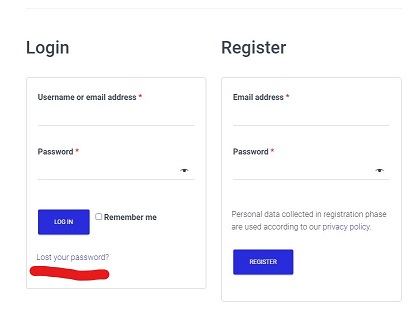 Login
Username or email address *
Password *
LOG IN
Remember me
Lost your password?
Register
Email address *
Password *
Personal data collected in registration phase
are used according to our privacy policy.
REGISTER